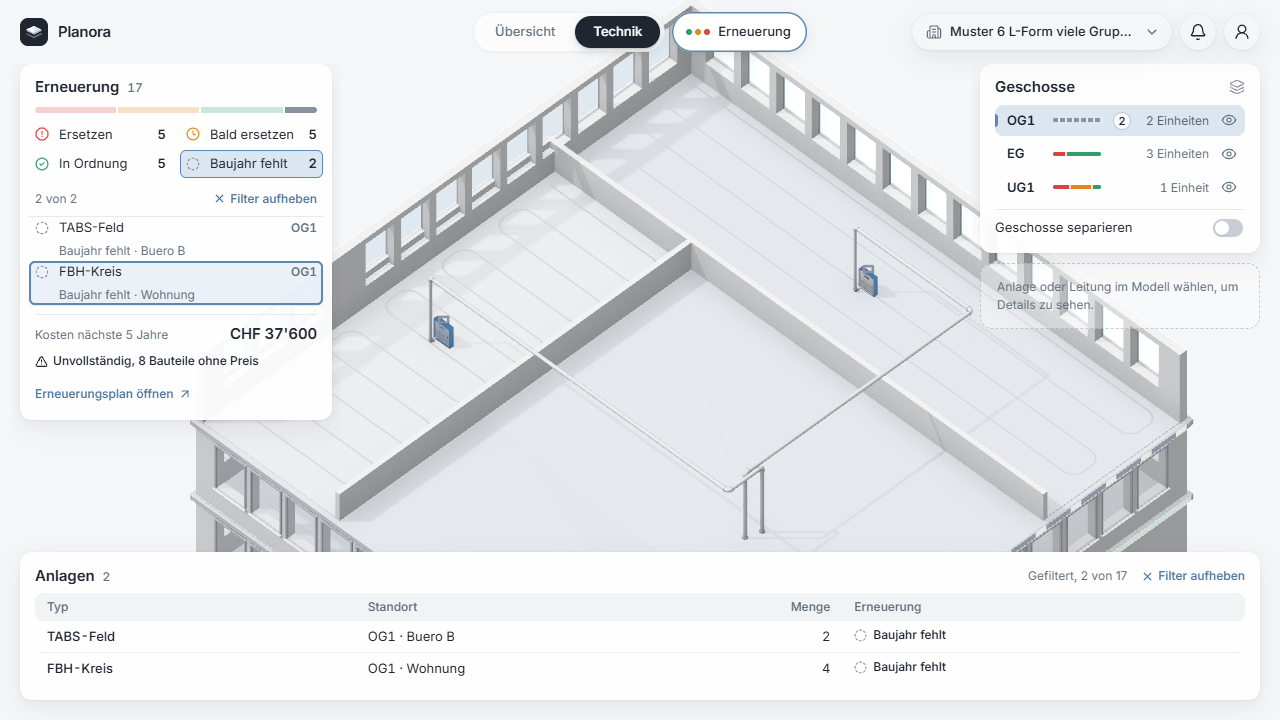 Planora
Übersicht
Technik
Erneuerung
Muster 6 L-Form viele Grup...
Erneuerung 17
Ersetzen 5
Bald ersetzen 5
In Ordnung 5
Baujahr fehlt 2
2 von 2
Filter aufheben
TABS-Feld OG1
Baujahr fehlt · Buero B
FBH-Kreis OG1
Baujahr fehlt · Wohnung
Kosten nächste 5 Jahre CHF 37'600
Unvollständig, 8 Bauteile ohne Preis
Erneuerungsplan öffnen
Geschosse
OG1 2 2 Einheiten
EG 3 Einheiten
UG1 1 Einheit
Geschosse separieren
Anlage oder Leitung im Modell wählen, um
Details zu sehen.
Anlagen 2
Gefiltert, 2 von 17
Filter aufheben
Typ Standort Menge Erneuerung
TABS-Feld OG1 · Buero B 2 Baujahr fehlt
FBH-Kreis OG1 · Wohnung 4 Baujahr fehlt